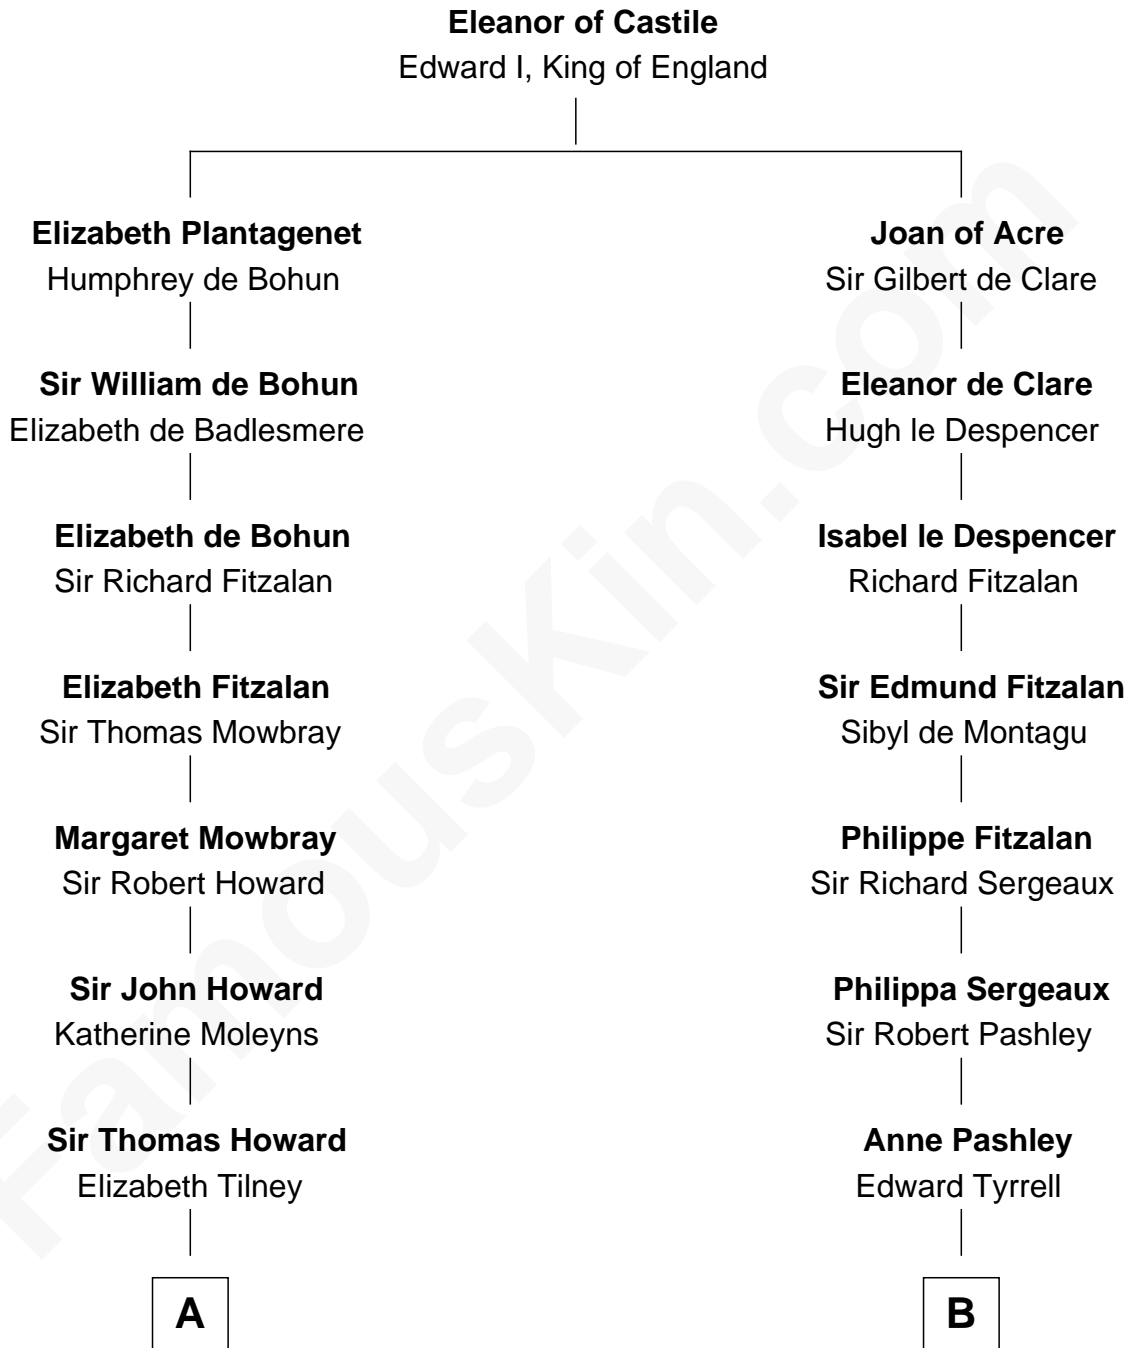 Eleanor of Castile
Edward I, King of England
Elizabeth Plantagenet
Humphrey de Bohun
Joan of Acre
Sir Gilbert de Clare
Sir William de Bohun
Elizabeth de Badlesmere
Eleanor de Clare
Hugh le Despencer
Elizabeth de Bohun
Sir Richard Fitzalan
Isabel le Despencer
Richard Fitzalan
Elizabeth Fitzalan
Sir Thomas Mowbray
Sir Edmund Fitzalan
Sibyl de Montagu
Margaret Mowbray
Sir Robert Howard
Philippe Fitzalan
Sir Richard Sergeaux
Sir John Howard
Katherine Moleyns
Philippa Sergeaux
Sir Robert Pashley
Sir Thomas Howard
Elizabeth Tilney
Anne Pashley
Edward Tyrrell
A
B
FamousKin.com